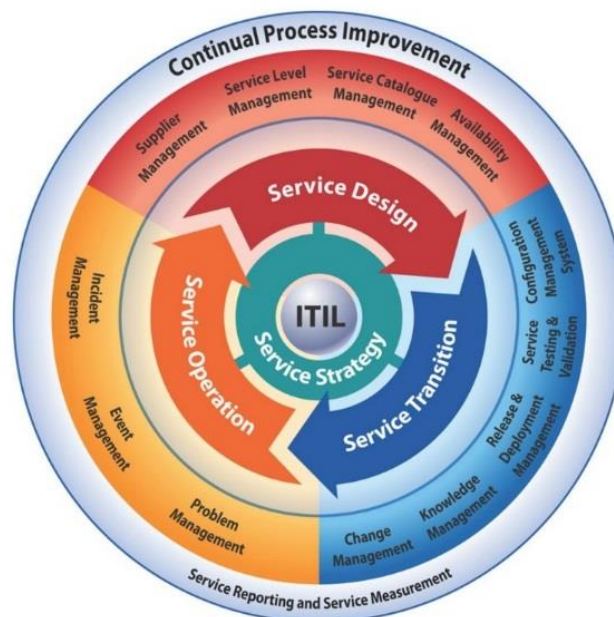 Continual Process Improvement
Supplier
Management
Service Level
Management
Service Catalogue
Management
Availability
Management
Configuration
Management
System
Service
Testing &
Validation
Release &
Deployment
Management
Knowledge
Management
Change
Management
Problem
Management
Event
Management
Incident
Management
Service Design
Service Transition
Service Operation
Service Strategy
ITIL
Service Reporting and Service Measurement